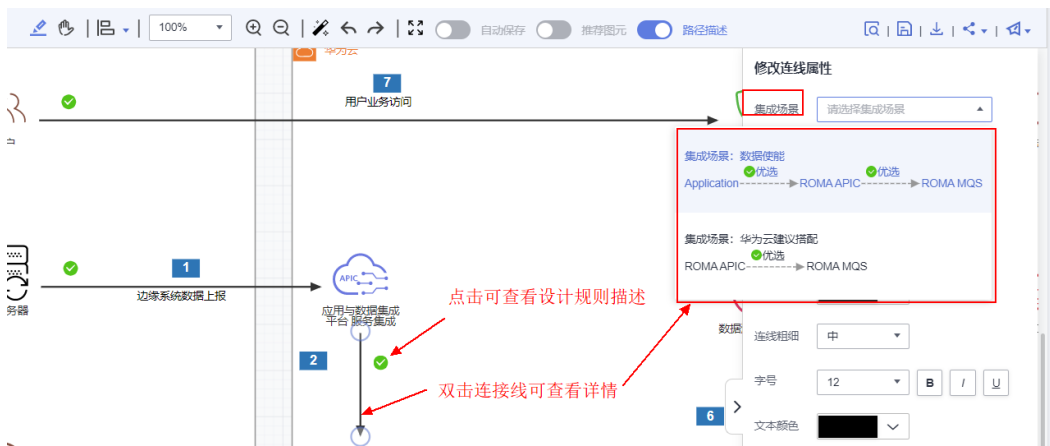 100%
自动保存
推荐图元
路径描述
华为云
修改连线属性
7
用户业务访问
集成场景
请选择集成场景
集成场景：数据使能
优选
优选
Application
ROMA APIC
ROMA MQS
集成场景：华为云建议搭配
优选
ROMA APIC
ROMA MQS
1
边缘系统数据上报
务器
APIC
应用与数据集成
平台 服务集成
点击可查看设计规则描述
数据
连线粗细
中
2
双击连接线可查看详情
字号
12
B
I
U
6
文本颜色